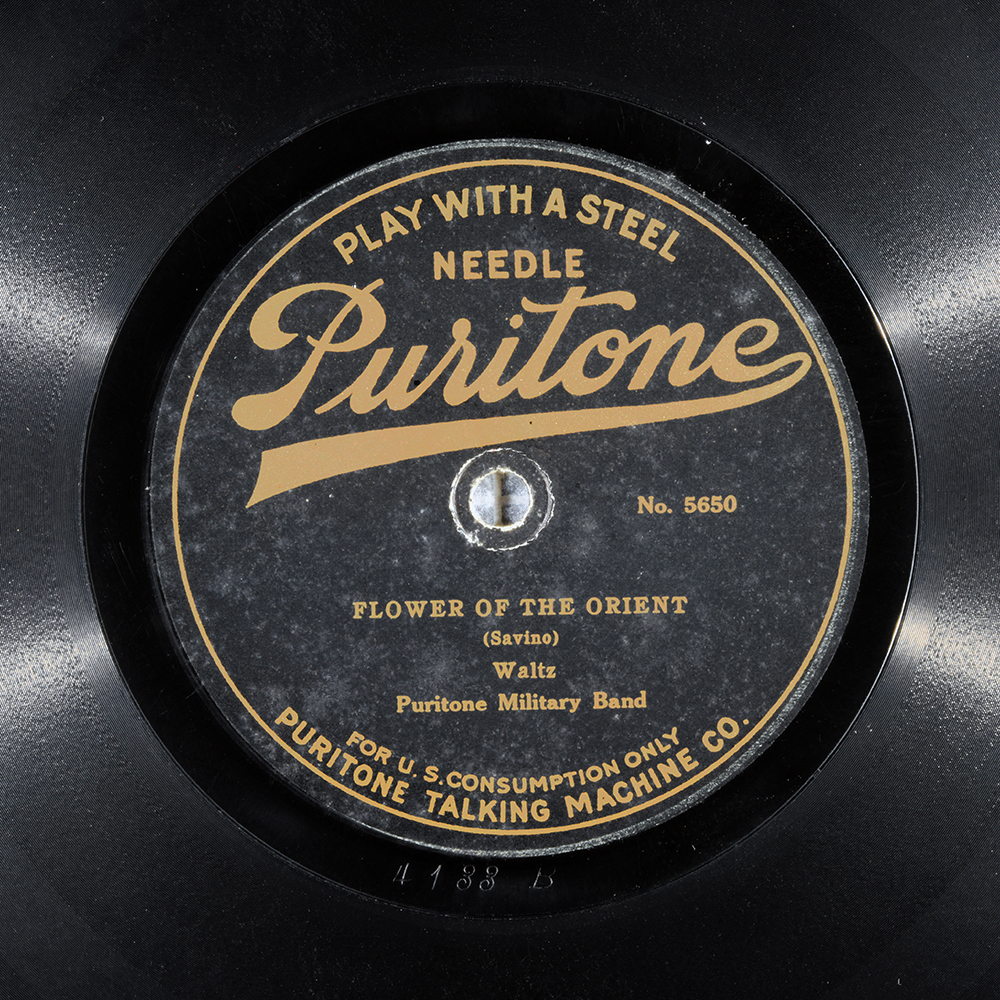 PLAY WITH A STEEL
NEEDLE
Puritone
No. 5650
FLOWER OF THE ORIENT
(Savino)
Waltz
Puritone Military Band
FOR U. S. CONSUMPTION ONLY
PURITONE TALKING MACHINE CO.
4133 B